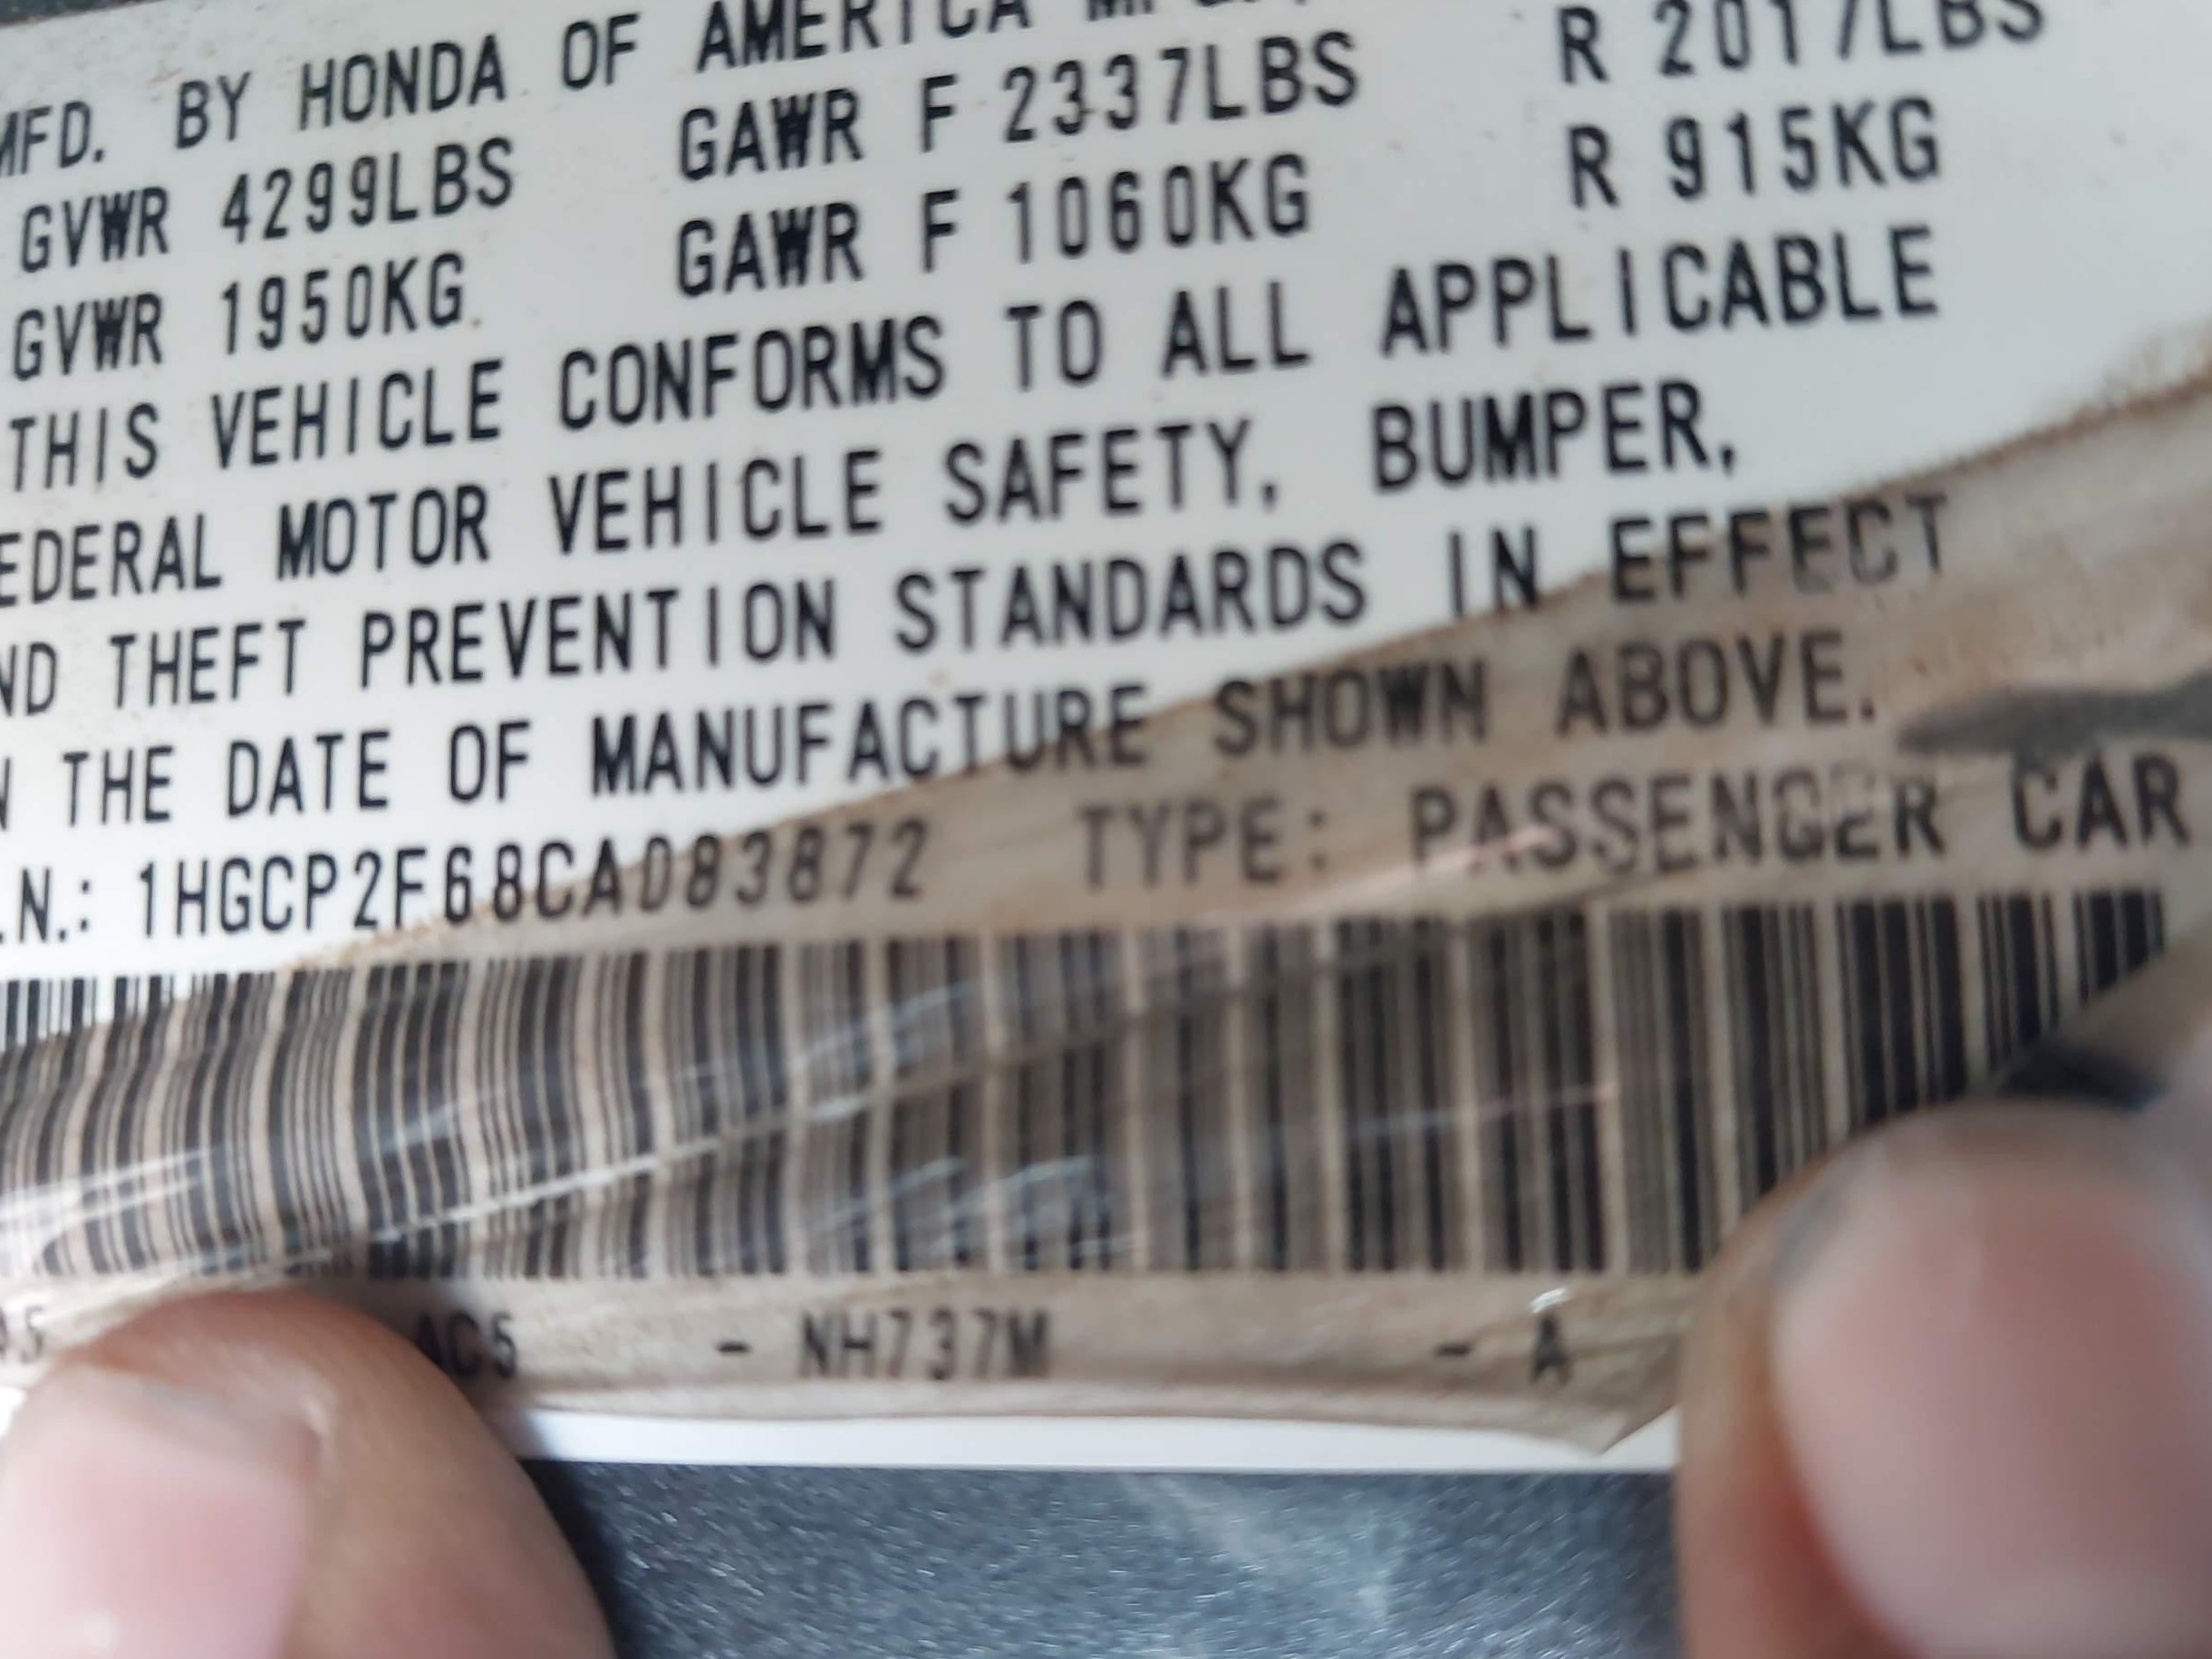 MFD. BY HONDA OF AMERICA
GVWR 4299LBS GAWR F 2337LBS R 2017LBS
GVWR 1950KG GAWR F 1060KG R 915KG
THIS VEHICLE CONFORMS TO ALL APPLICABLE
EDERAL MOTOR VEHICLE SAFETY, BUMPER,
ND THEFT PREVENTION STANDARDS IN EFFECT
N THE DATE OF MANUFACTURE SHOWN ABOVE.
.N.: 1HGCP2F68CA083872 TYPE: PASSENGER CAR
AC5 - NH737M - A